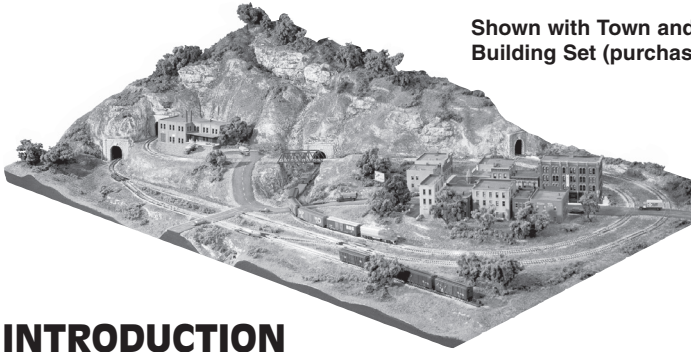 Shown with Town and
Building Set (purchas
INTRODUCTION